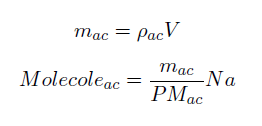 m_{ac} = ρ_{ac}V
Molecole_{ac} = \frac{m_{ac}}{PM_{ac}} Na